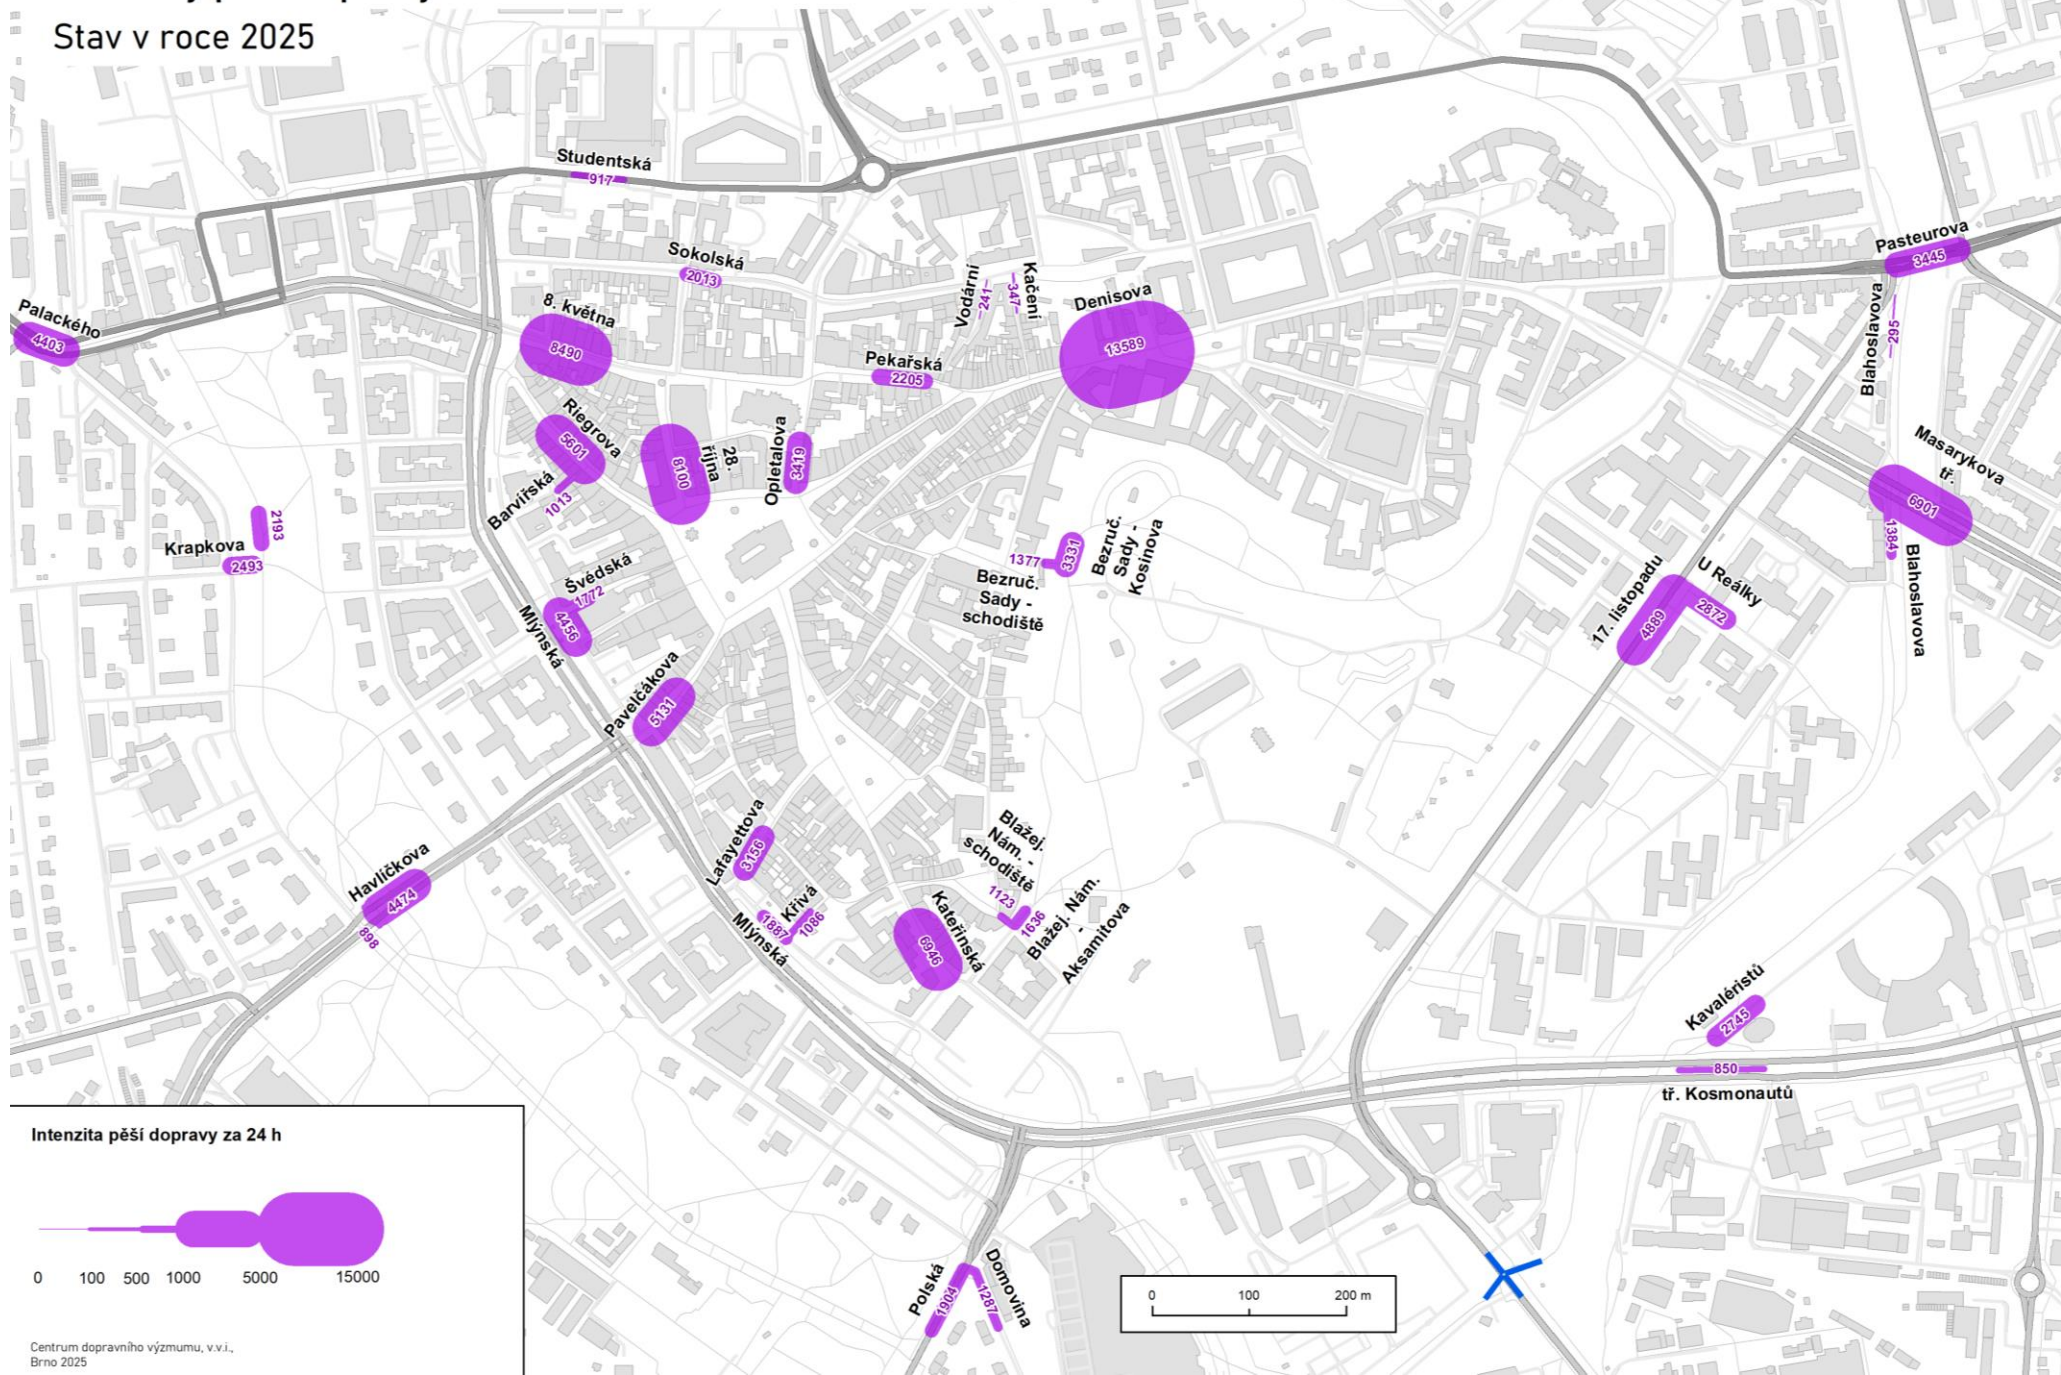 Stav v roce 2025
Studentská
917
Sokolská
2013
Vodární
241
Kačení
347
Denisova
13589
Pasteurova
3445
Blahoslavova
295
Palackého
4403
8. května
8490
Pekařská
2205
Riegrova
5601
Barvířská
1013
28.
října
8100
Opletalova
3419
Masarykova
tř.
6901
1384
Blahoslavova
2193
Krapkova
2493
Švédská
1772
4456
Mlýnská
1377
3331
Bezruč.
Sady -
schodiště
Bezruč.
Sady -
Kosinova
17. listopadu
4889
U Reálky
2872
Pavelčákova
5131
Havlíčkova
4474
898
Lafayettova
3156
Křivá
1887
1086
Mlýnská
Kateřinská
6946
Blažej.
Nám. -
schodiště
1123
1636
Blažej. Nám.
-
Aksamitova
Kavaléristů
2745
850
tř. Kosmonautů
Polská
1904
1287
Domovina
Intenzita pěší dopravy za 24 h
0 100 500 1000 5000 15000
Centrum dopravního výzmumu, v.v.i.,
Brno 2025
0 100 200 m